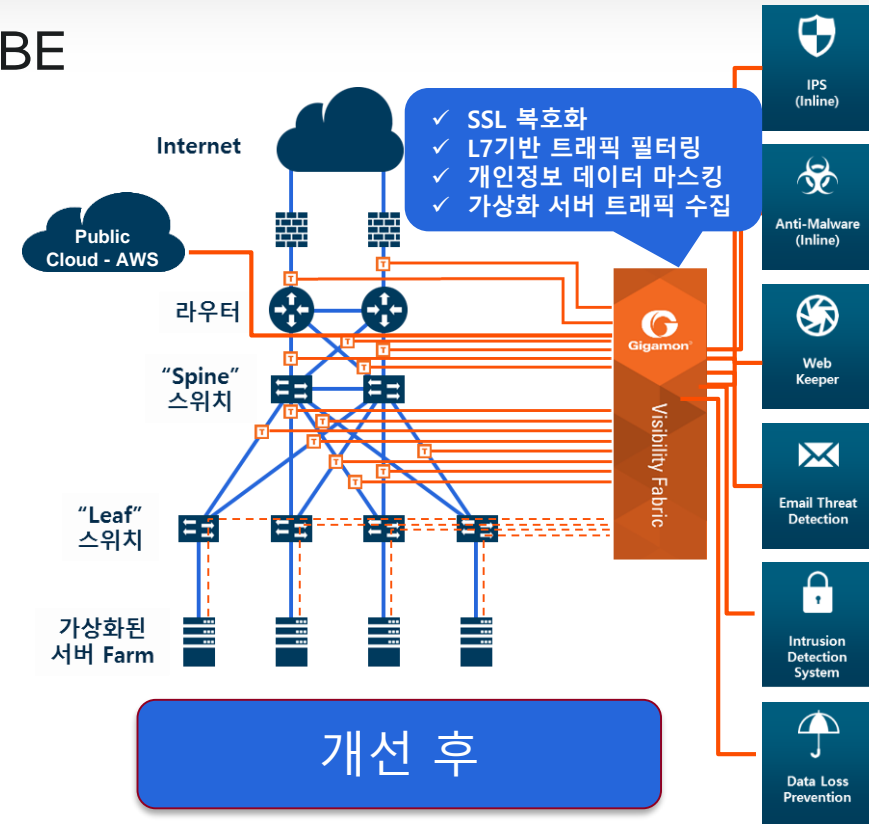 BE
Internet
✓ SSL 복호화
✓ L7기반 트래픽 필터링
✓ 개인정보 데이터 마스킹
✓ 가상화 서버 트래픽 수집
Public
Cloud - AWS
라우터
“Spine”
스위치
“Leaf”
스위치
가상화된
서버 Farm
T
T
T
T
T
T
T
T
T
T
T
T
T
T
Gigamon®
Visibility Fabric
IPS
(Inline)
Anti-Malware
(Inline)
Web
Keeper
Email Threat
Detection
Intrusion
Detection
System
Data Loss
Prevention
개선 후